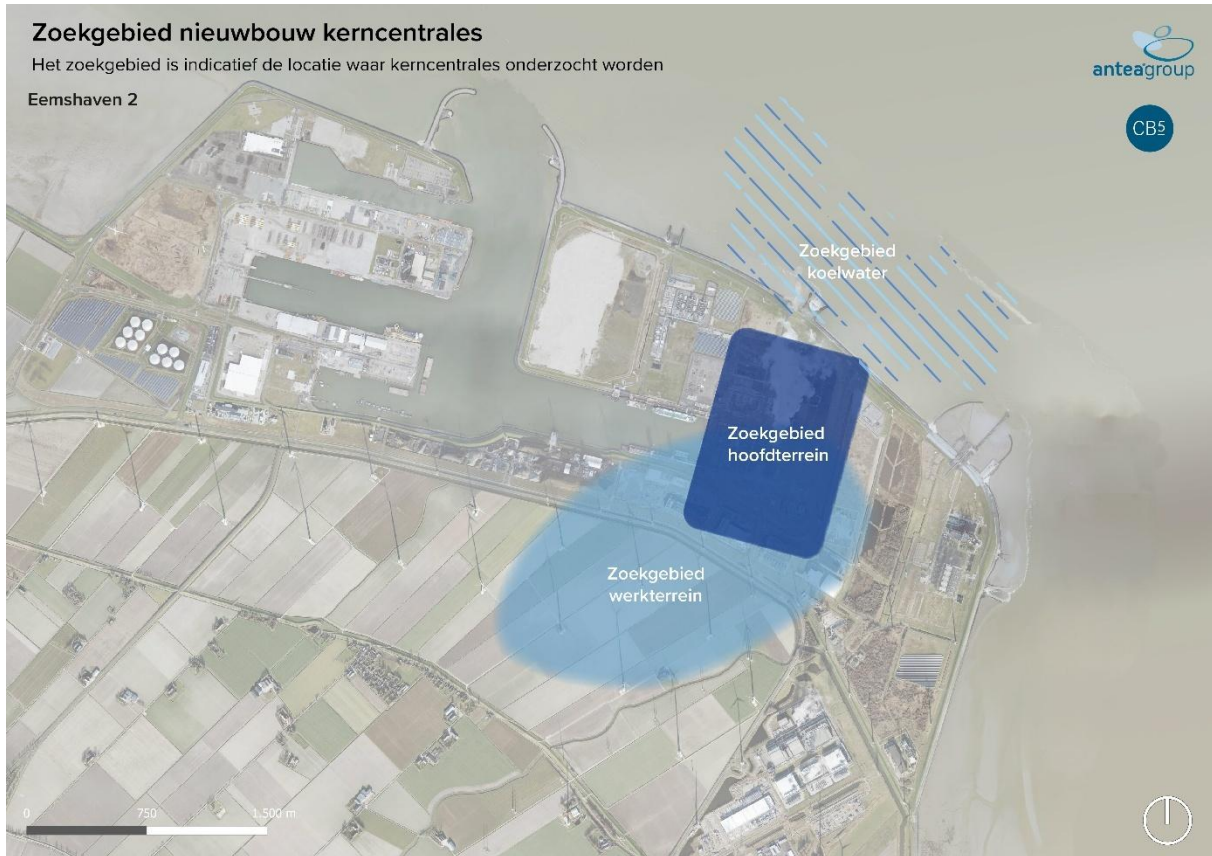 Zoekgebied nieuwbouw kerncentrales
Het zoekgebied is indicatief de locatie waar kerncentrales onderzocht worden
Eemshaven 2
anteagroup
CB5
Zoekgebied
koelwater
Zoekgebied
hoofdterrein
Zoekgebied
werkterrein
0 750 1.500 m